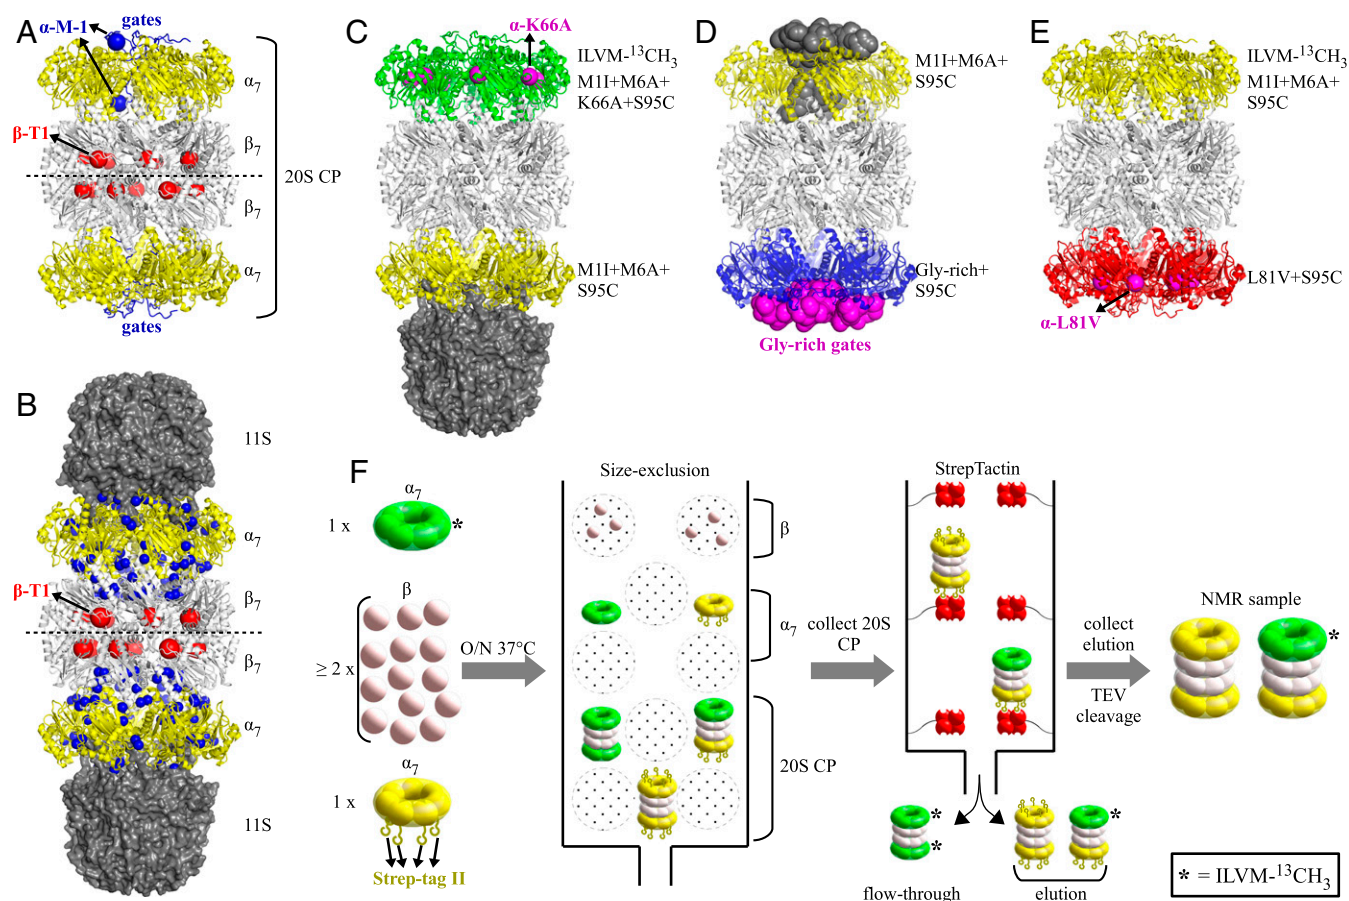 A
α-M-1
gates
α7
β-T1
β7
20S CP
β7
α7
gates
B
11S
α7
β-T1
β7
β7
α7
11S
C
α-K66A
ILVM-¹³CH₃
M1I+M6A+
K66A+S95C
M1I+M6A+
S95C
D
M1I+M6A+
S95C
Gly-rich+
S95C
Gly-rich gates
E
ILVM-¹³CH₃
M1I+M6A+
S95C
L81V+S95C
α-L81V
F
α7
1 x
*
β
≥ 2 x
α7
1 x
Strep-tag II
O/N 37°C
Size-exclusion
β
α7
20S CP
collect 20S
CP
StrepTactin
*
*
*
flow-through
elution
collect
elution
TEV
cleavage
NMR sample
*
* = ILVM-¹³CH₃